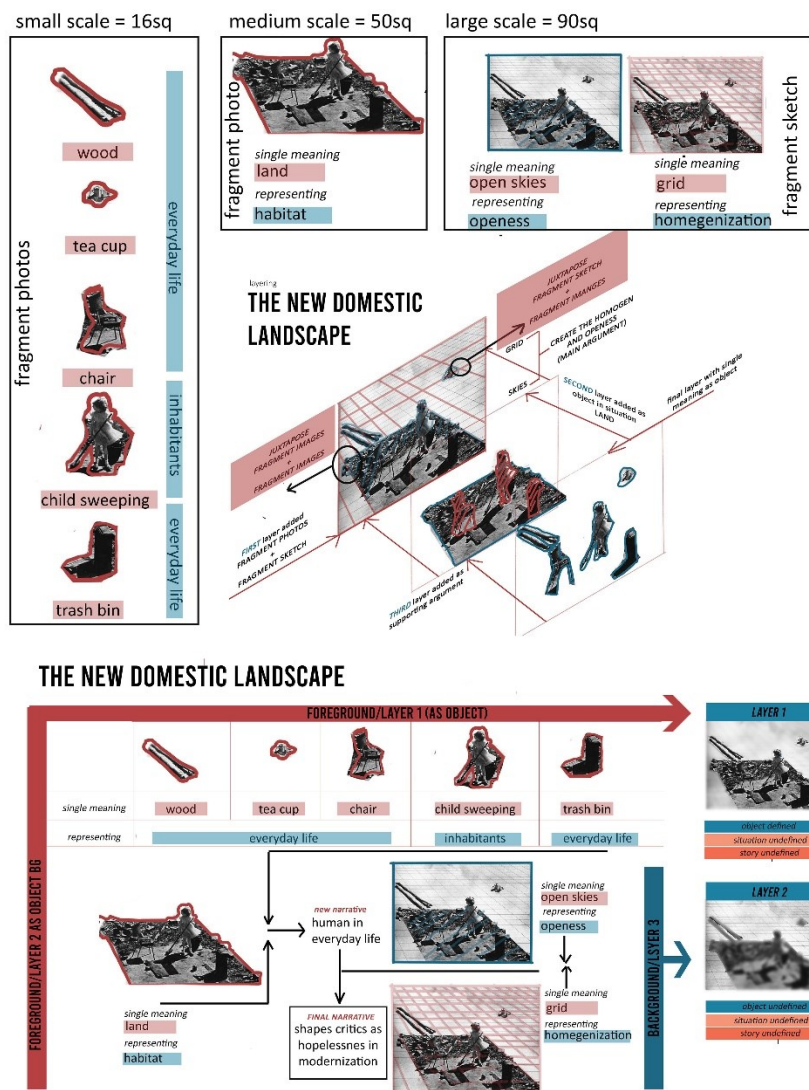 small scale = 16sq
medium scale = 50sq
large scale = 90sq
fragment photos
wood
tea cup
chair
everyday life
child sweeping
inhabitants
trash bin
everyday life
fragment photo
single meaning
land
representing
habitat
single meaning
open skies
representing
openess
single meaning
grid
representing
homegenization
fragment sketch
layering
THE NEW DOMESTIC
LANDSCAPE
JUXTAPOSE
FRAGMENT SKETCH
+
FRAGMENT IMANGES
GRID
CREATE THE HOMOGEN
AND OPENESS
(MAIN ARGUMENT)
SKIES
SECOND layer added as
object in situation
LAND
final layer with single
meaning as object
JUXTAPOSE
FRAGMENT IMAGES
+
FRAGMENT IMAGES
FIRST layer added
FRAGMENT PHOTOS
+
FRAGMENT SKETCH
THIRD layer added as
supporting argument
THE NEW DOMESTIC LANDSCAPE
FOREGROUND/LAYER 1 (AS OBJECT)
single meaning
wood
tea cup
chair
child sweeping
trash bin
representing
everyday life
inhabitants
everyday life
FOREGROUND/LAYER 2 AS OBJECT BG
single meaning
land
representing
habitat
new narrative
human in
everyday life
FINAL NARRATIVE
shapes critics as
hopelessnes in
modernization
single meaning
open skies
representing
openess
single meaning
grid
representing
homegenization
BACKGROUND/LSYER 3
LAYER 1
object defined
situation undefined
story undefined
LAYER 2
object undefined
situation undefined
story undefined